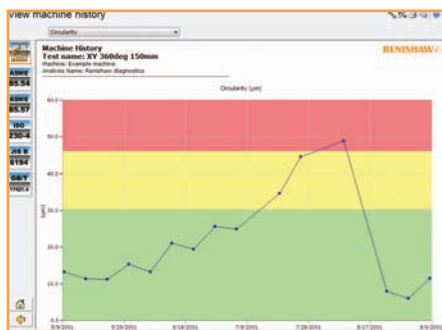 View machine history
Circularity
Machine History
Test name: XY 360deg 150mm
Machine: Example machine
Analysis Name: Renishaw diagnostics
RENISHAW
ASME
B5.54
ASME
B5.57
ISO
230-4
JIS B
6194
GB/T
17421.4
Circularity (µm)
(µm)
60.0
50.0
40.0
30.0
20.0
10.0
0.0
5/9/2001
5/29/2001
6/18/2001
7/8/2001
7/28/2001
8/17/2001
9/6/2001